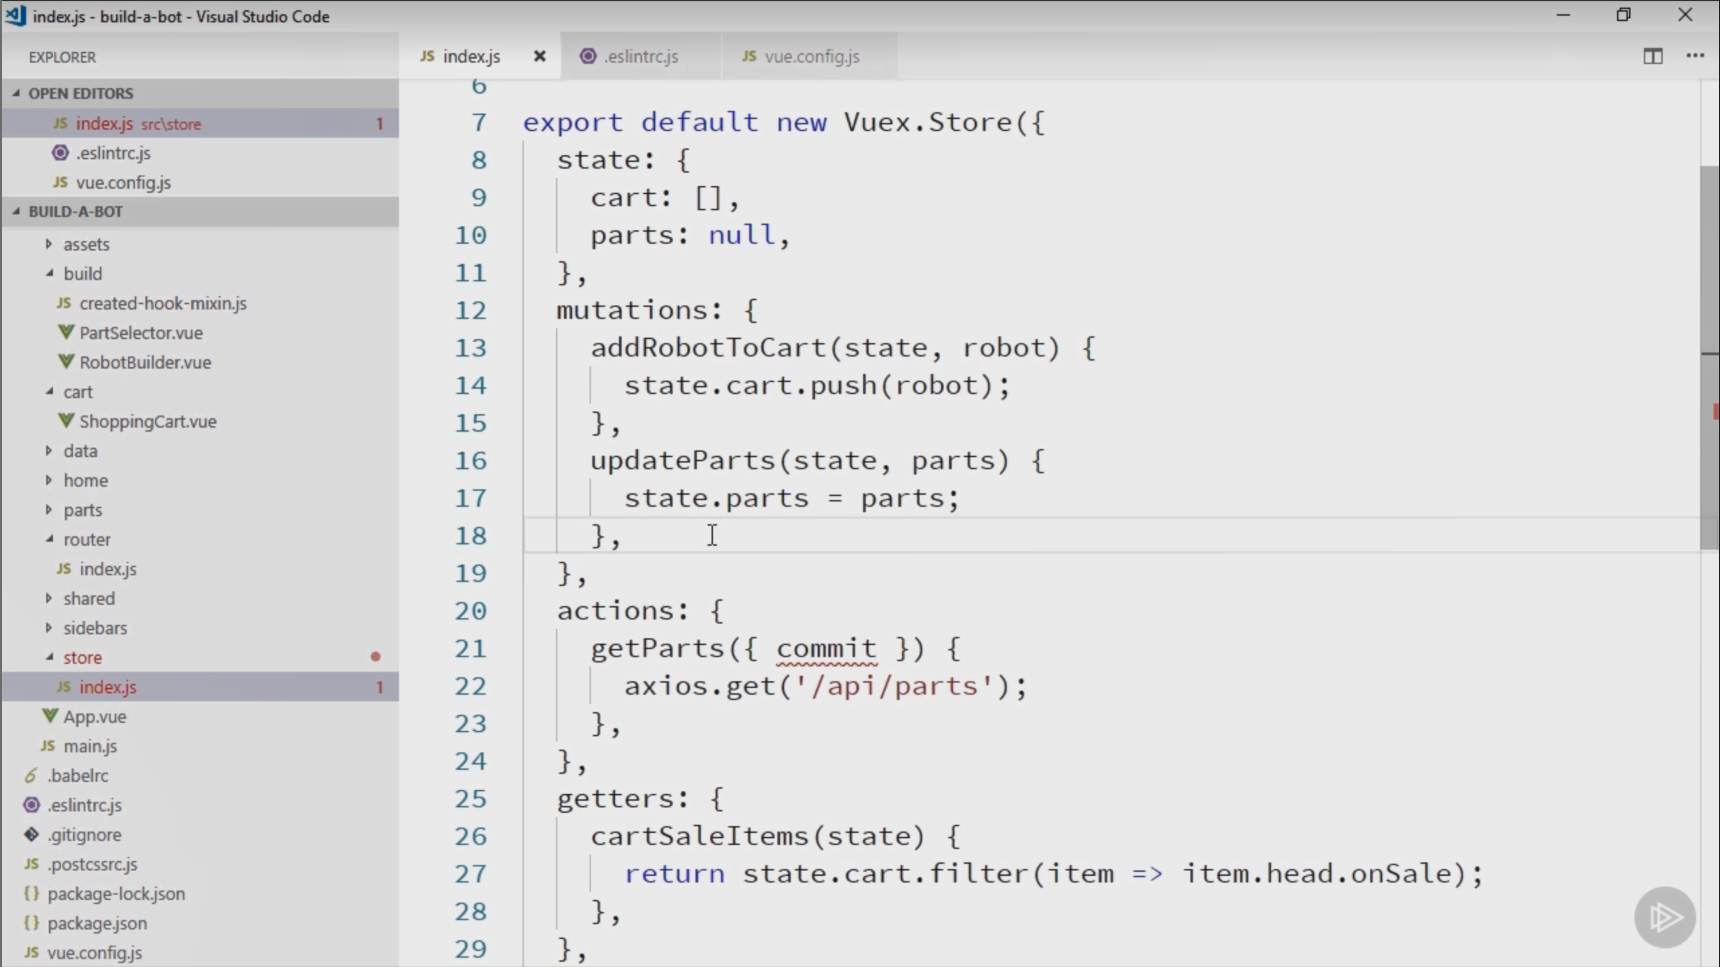 index.js - build-a-bot - Visual Studio Code
EXPLORER
OPEN EDITORS
JS index.js src\store 1
.eslintrc.js
JS vue.config.js
BUILD-A-BOT
assets
build
JS created-hook-mixin.js
PartSelector.vue
RobotBuilder.vue
cart
ShoppingCart.vue
data
home
parts
router
JS index.js
shared
sidebars
store
JS index.js 1
App.vue
JS main.js
6 .babelrc
.eslintrc.js
.gitignore
JS .postcssrc.js
{} package-lock.json
{} package.json
JS vue.config.js
JS index.js
.eslintrc.js
JS vue.config.js
6
7 export default new Vuex.Store({
8 state: {
9 cart: [],
10 parts: null,
11 },
12 mutations: {
13 addRobotToCart(state, robot) {
14 state.cart.push(robot);
15 },
16 updateParts(state, parts) {
17 state.parts = parts;
18 },
19 },
20 actions: {
21 getParts({ commit }) {
22 axios.get('/api/parts');
23 },
24 },
25 getters: {
26 cartSaleItems(state) {
27 return state.cart.filter(item => item.head.onSale);
28 },
29 },